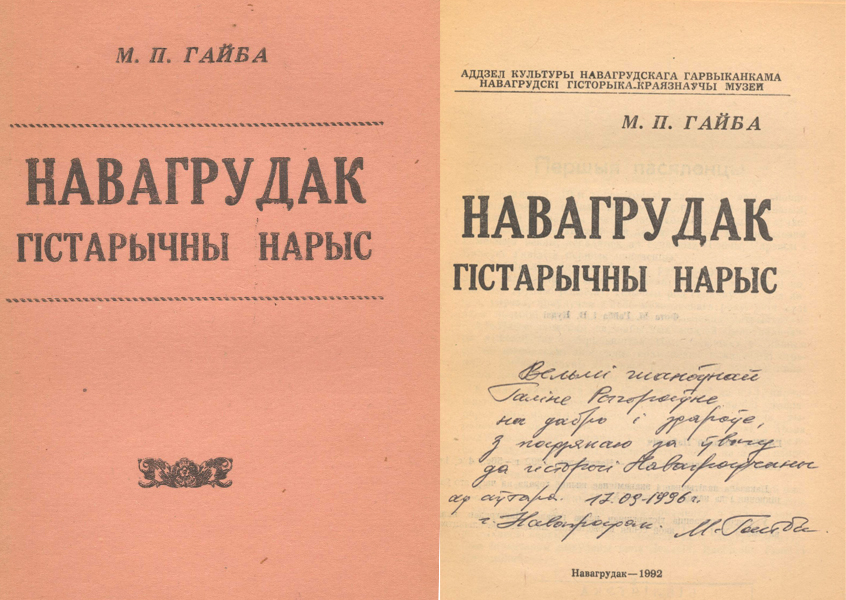 М. П. ГАЙБА
НАВАГРУДАК
ГІСТАРЫЧНЫ НАРЫС
АДДЗЕЛ КУЛЬТУРЫ НАВАГРУДСКАГА ГАРВЫКАНКАМА
НАВАГРУДСКІ ГІСТОРЫКА-КРАЯЗНАЎЧЫ МУЗЕЙ
М. П. ГАЙБА
НАВАГРУДАК
ГІСТАРЫЧНЫ НАРЫС
Вельмі шаноўнай
Галіне Рыгораўне
на дабро і здароўе,
з падзякаю за ўвагу
да гісторыі Навагрудчыны
ад аўтара. 17.09-1996 г.
г. Навагрудак. М. Гайба
Навагрудак—1992